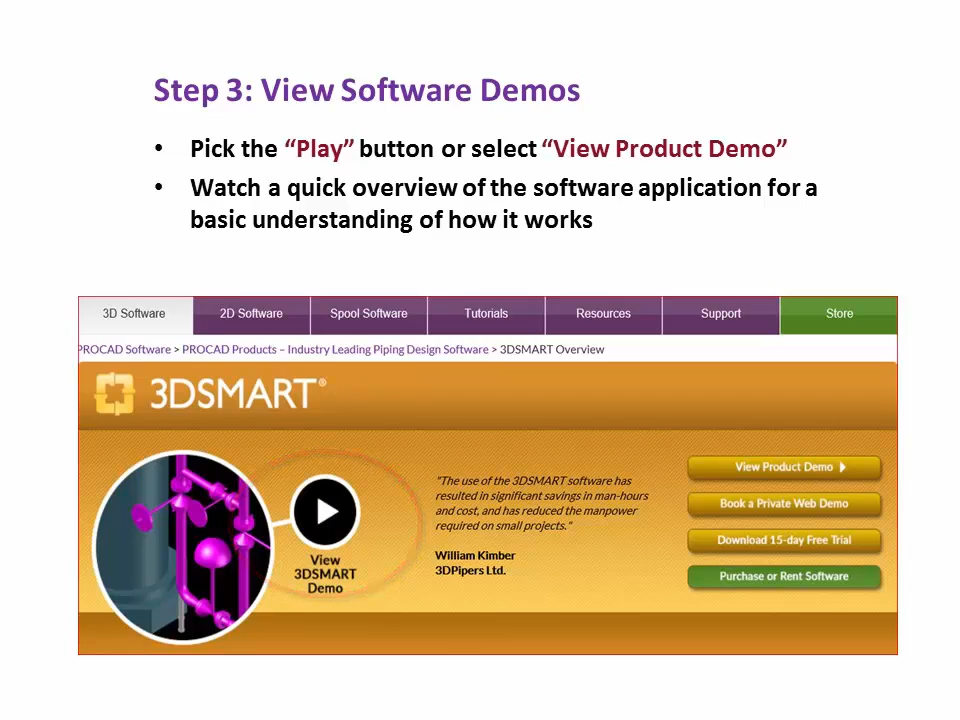 Step 3: View Software Demos
• Pick the “Play” button or select “View Product Demo”
• Watch a quick overview of the software application for a
basic understanding of how it works
3D Software 2D Software Spool Software Tutorials Resources Support Store
PROCAD Software > PROCAD Products – Industry Leading Piping Design Software > 3DSMART Overview
3DSMART®
View
3DSMART
Demo
"The use of the 3DSMART software has
resulted in significant savings in man-hours
and cost, and has reduced the manpower
required on small projects."
William Kimber
3DPipers Ltd.
View Product Demo
Book a Private Web Demo
Download 15-day Free Trial
Purchase or Rent Software